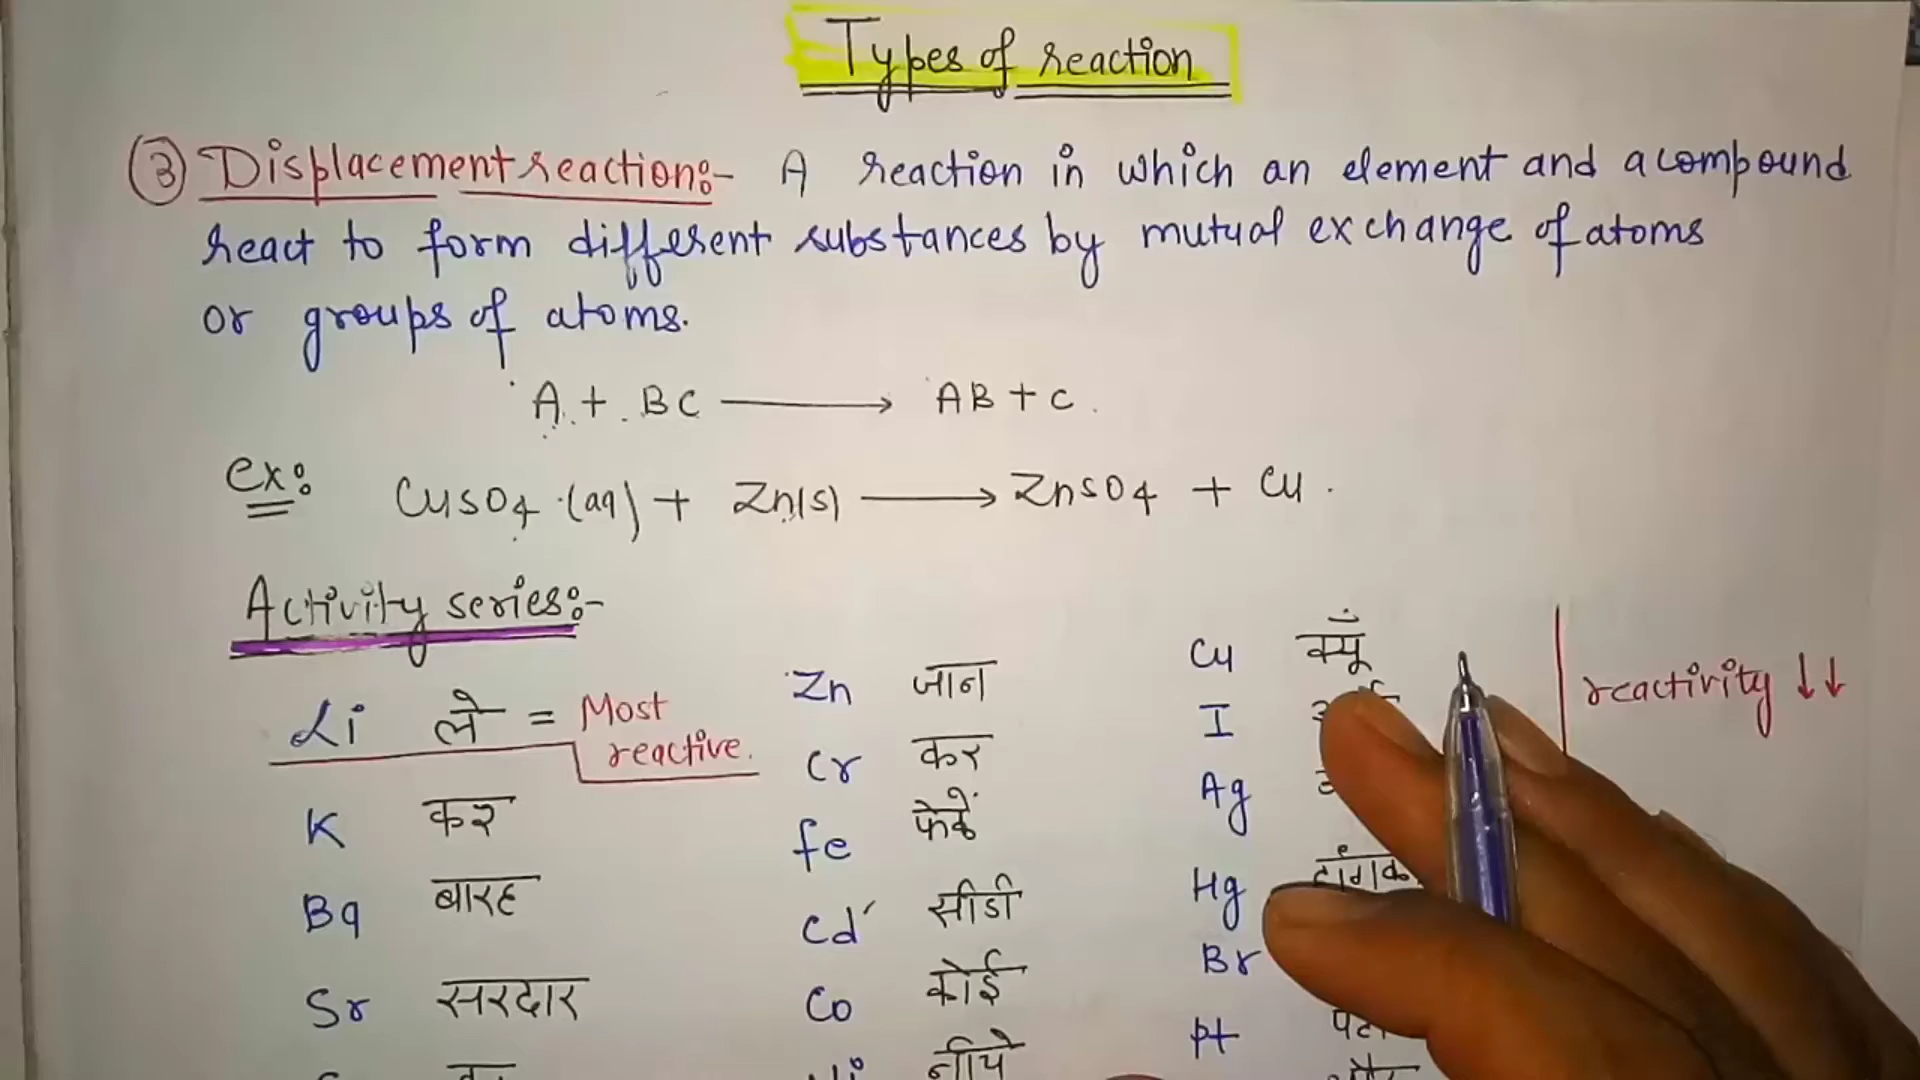 Types of reaction
③ Displacement reaction:- A reaction in which an element and a compound
react to form different substances by mutual exchange of atoms
or groups of atoms.
A + BC ⟶ AB + C.
ex: CuSO4 (aq) + Zn(s) ⟶ ZnSO4 + Cu.
Activity series:-
Li ले = Most reactive.
K कर
Ba बारह
Sr सरदार
Zn जान
Cr कर
fe फेकें
Cd सीडी
Co कोई
नीचे
Cu क्यूँ
I
Ag
Hg
Br
Pt
reactivity ↓↓